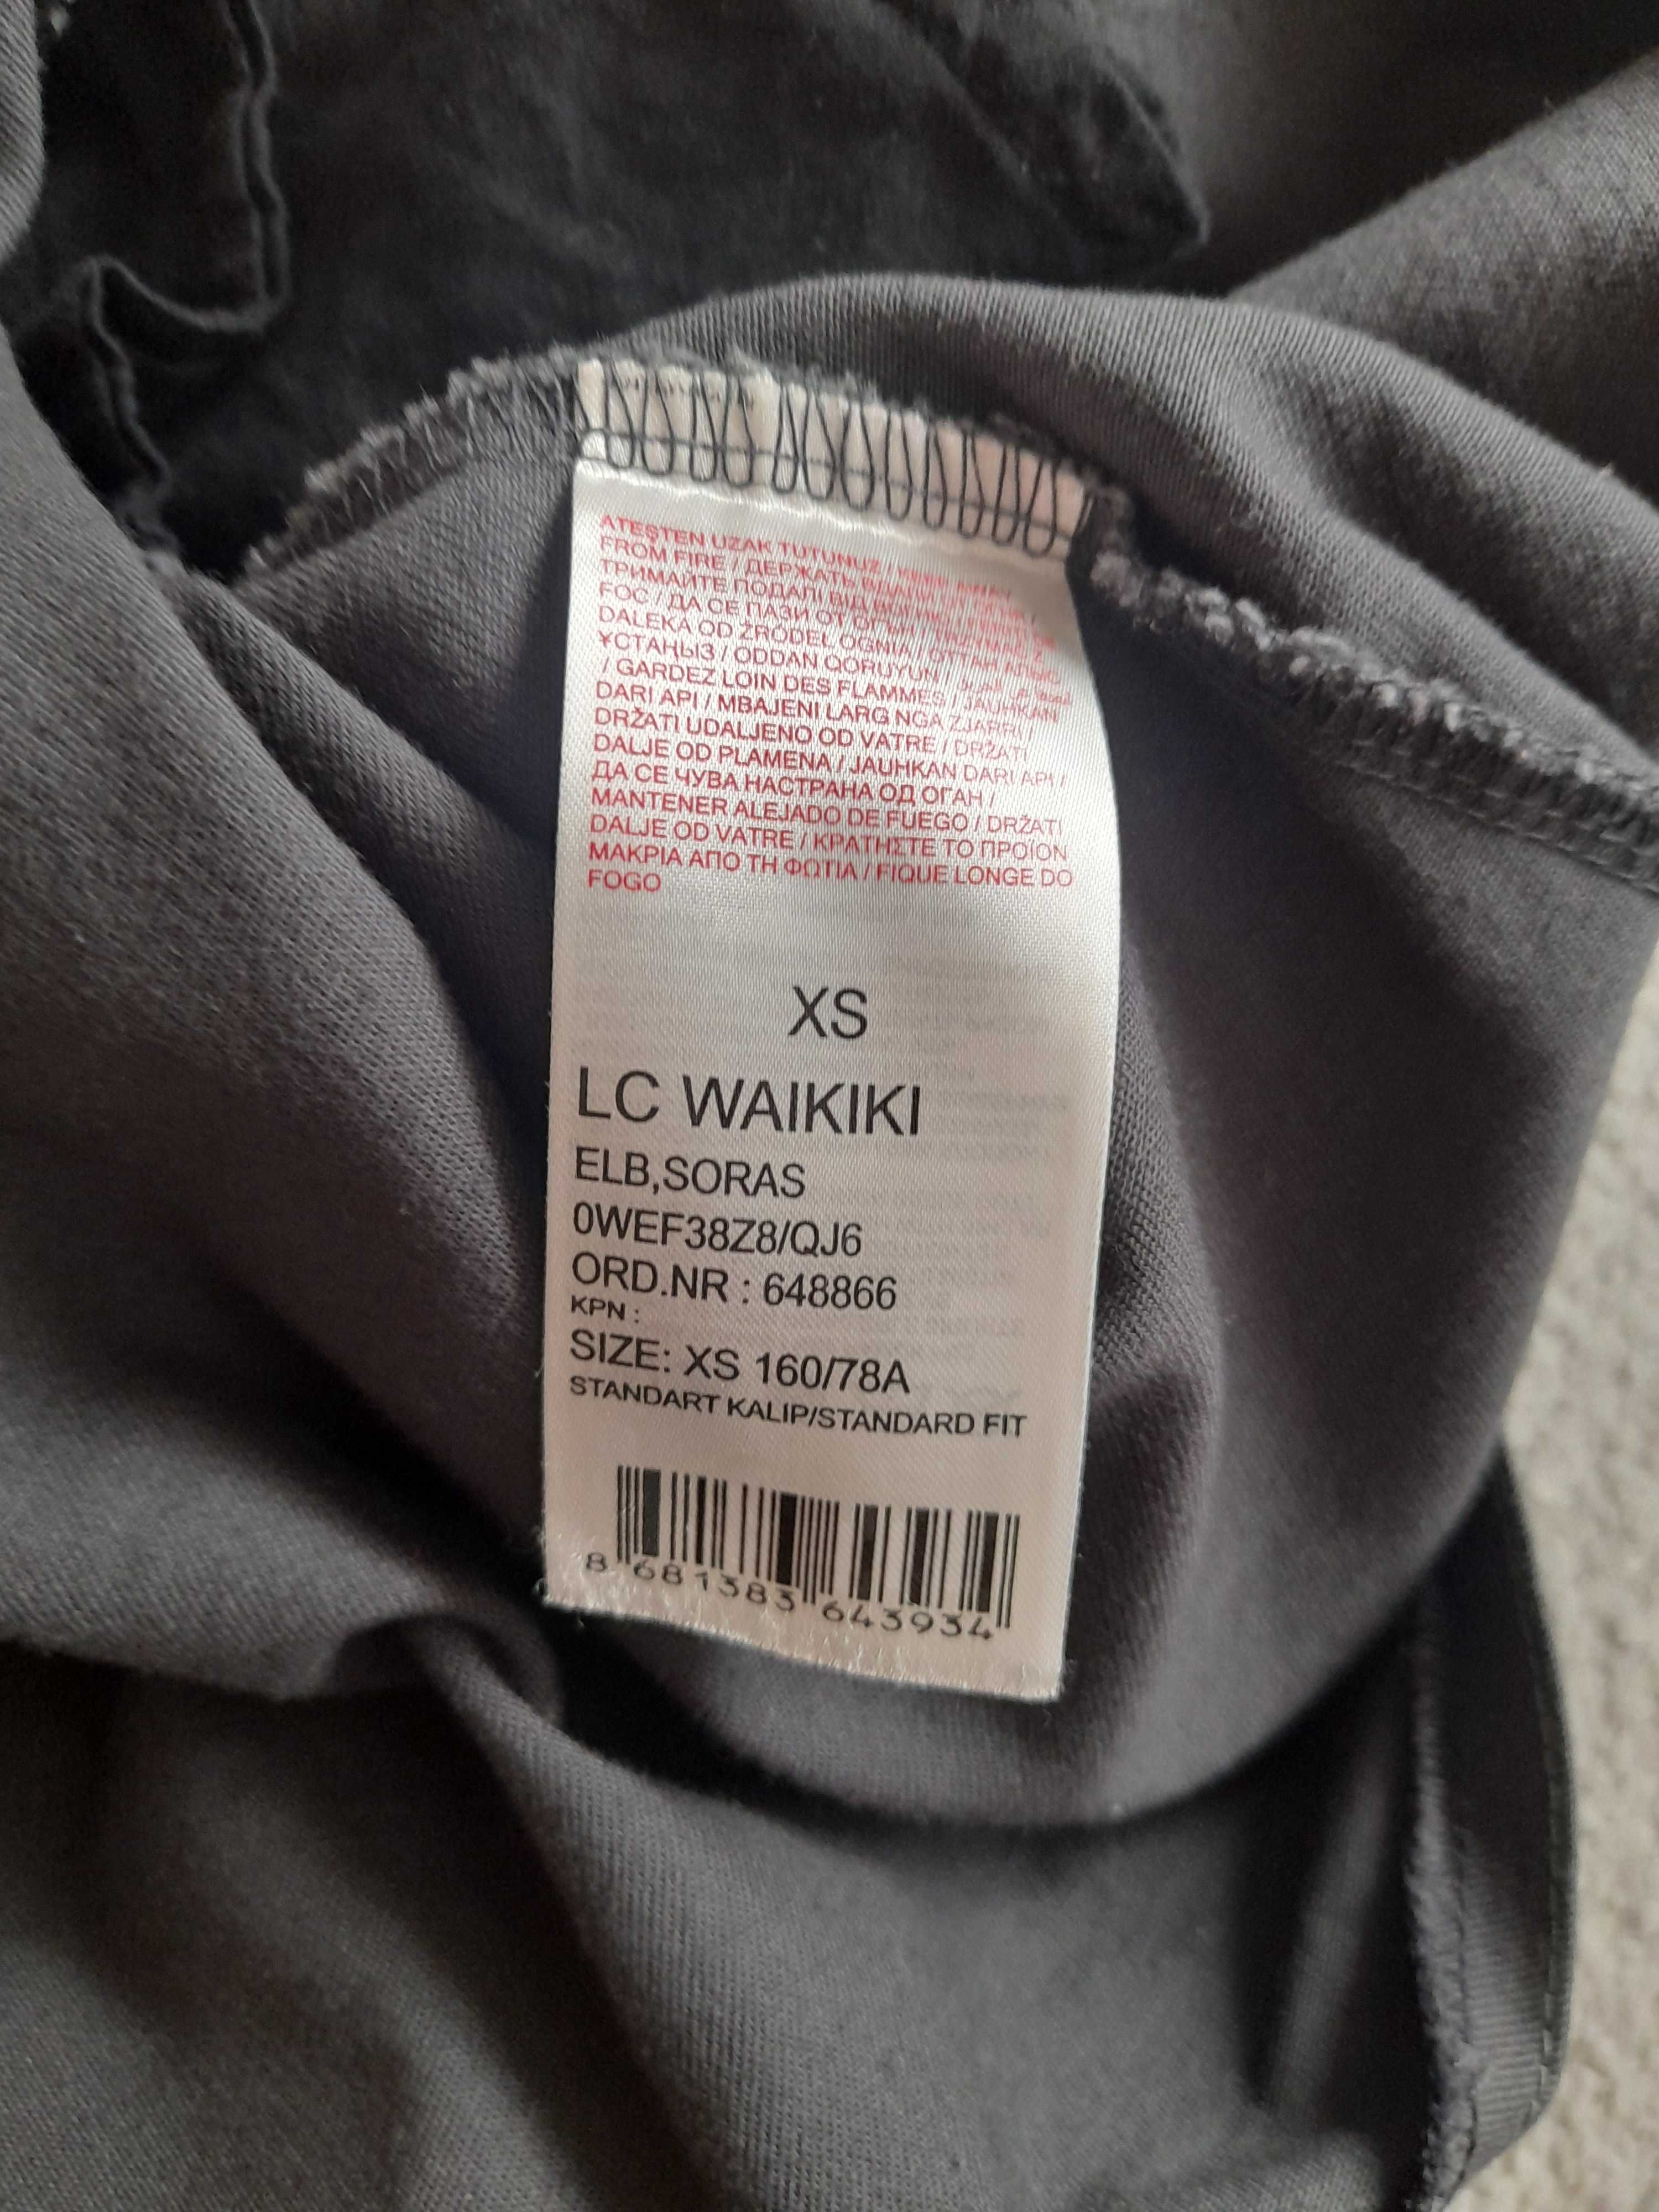 ATEŞTEN UZAK TUTUNUZ / KEEP AWAY
FROM FIRE / ДЕРЖАТЬ
ТРИМАЙТЕ ПОДАЛІ ВІД ВОГНЮ
FOC / ДА СЕ ПАЗИ ОТ
DALEKA OD ŹRÓDEŁ OGNIA /
ҰСТАҢЫЗ / ODDAN QORUYUN /
/ GARDEZ LOIN DES FLAMMES / JAUHKAN
DARI API / MBAJENI LARG NGA ZJARRI /
DRŽATI UDALJENO OD VATRE / DRŽATI
DALJE OD PLAMENA / JAUHKAN DARI API /
ДА СЕ ЧУВА НАСТРАНА ОД ОГАН /
MANTENER ALEJADO DE FUEGO / DRŽATI
DALJE OD VATRE / ΚΡΑΤΗΣΤΕ ΤΟ ΠΡΟΪΟΝ
ΜΑΚΡΙΑ ΑΠΟ ΤΗ ΦΩΤΙΑ / FIQUE LONGE DO
FOGO
XS
LC WAIKIKI
ELB,SORAS
0WEF38Z8/QJ6
ORD.NR : 648866
KPN :
SIZE: XS 160/78A
STANDART KALIP/STANDARD FIT
8 681383 643934